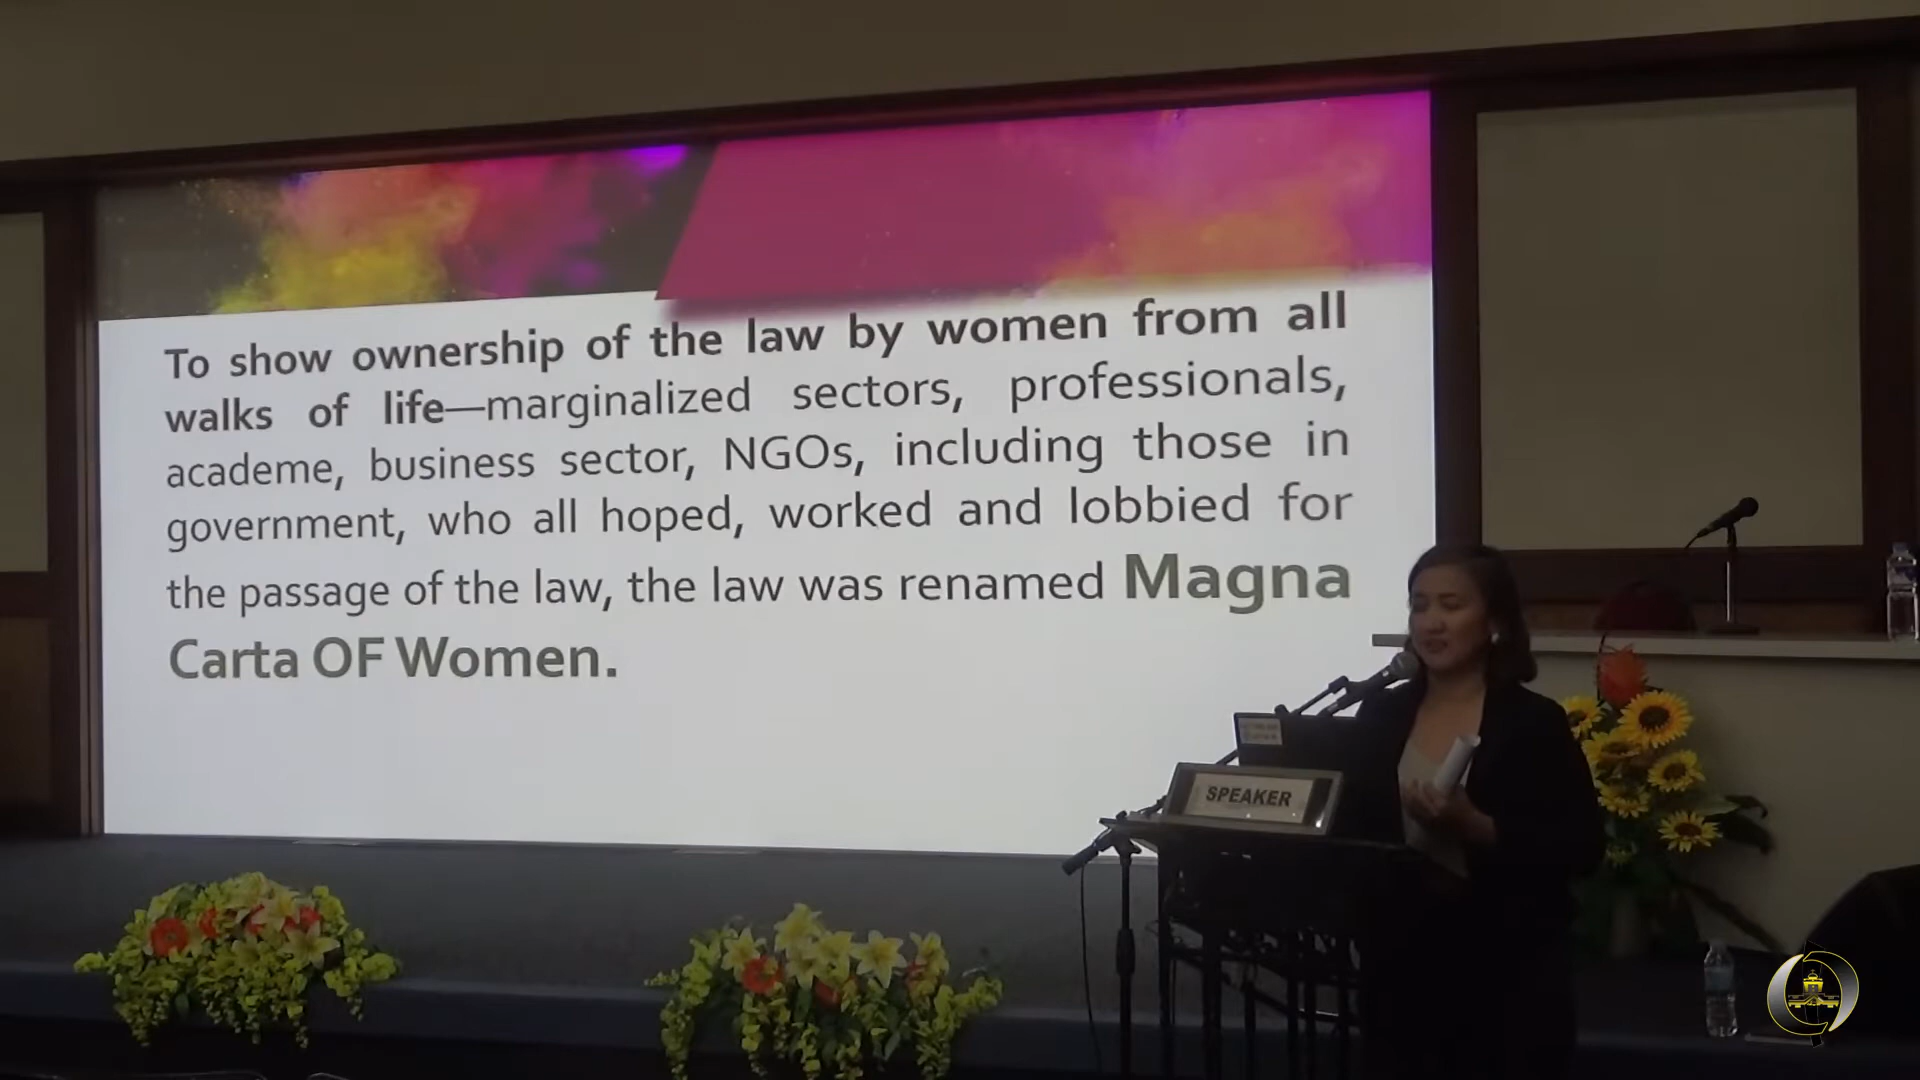 To show ownership of the law by women from all
walks of life—marginalized sectors, professionals,
academe, business sector, NGOs, including those in
government, who all hoped, worked and lobbied for
the passage of the law, the law was renamed Magna
Carta OF Women.
SPEAKER